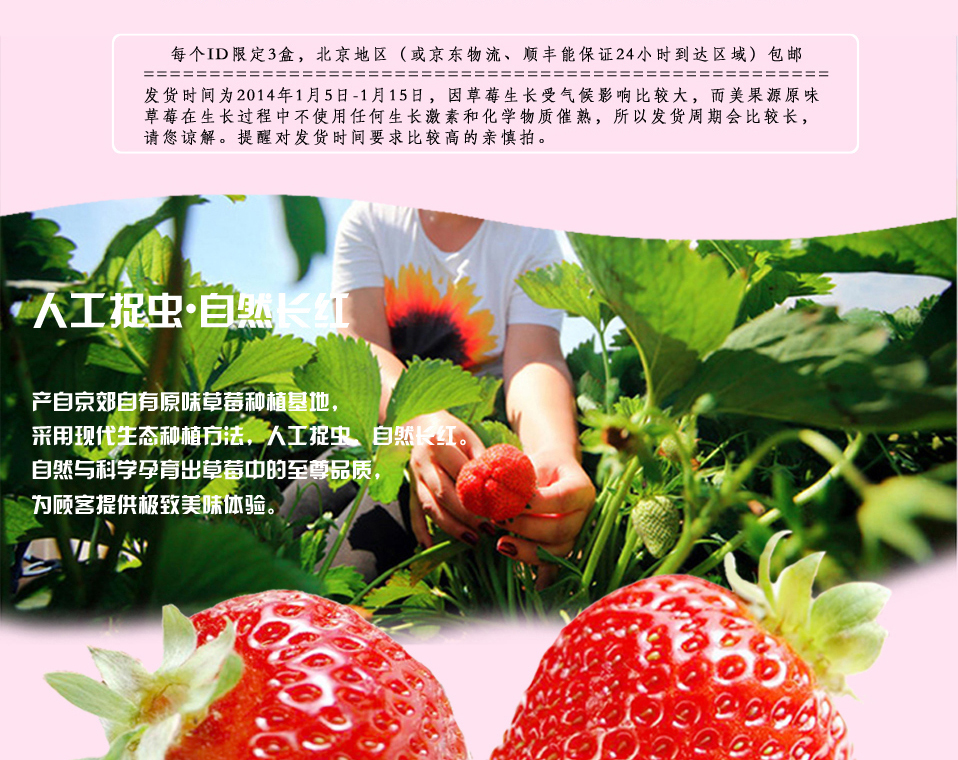 每个ID限定3盒，北京地区（或京东物流、顺丰能保证24小时到达区域）包邮
发货时间为2014年1月5日-1月15日，因草莓生长受气候影响比较大，而美果源原味
草莓在生长过程中不使用任何生长激素和化学物质催熟，所以发货周期会比较长，
请您谅解。提醒对发货时间要求比较高的亲慎拍。
人工捉虫·自然长红
产自京郊自有原味草莓种植基地，
采用现代生态种植方法，人工捉虫、自然长红。
自然与科学孕育出草莓中的至尊品质，
为顾客提供极致美味体验。